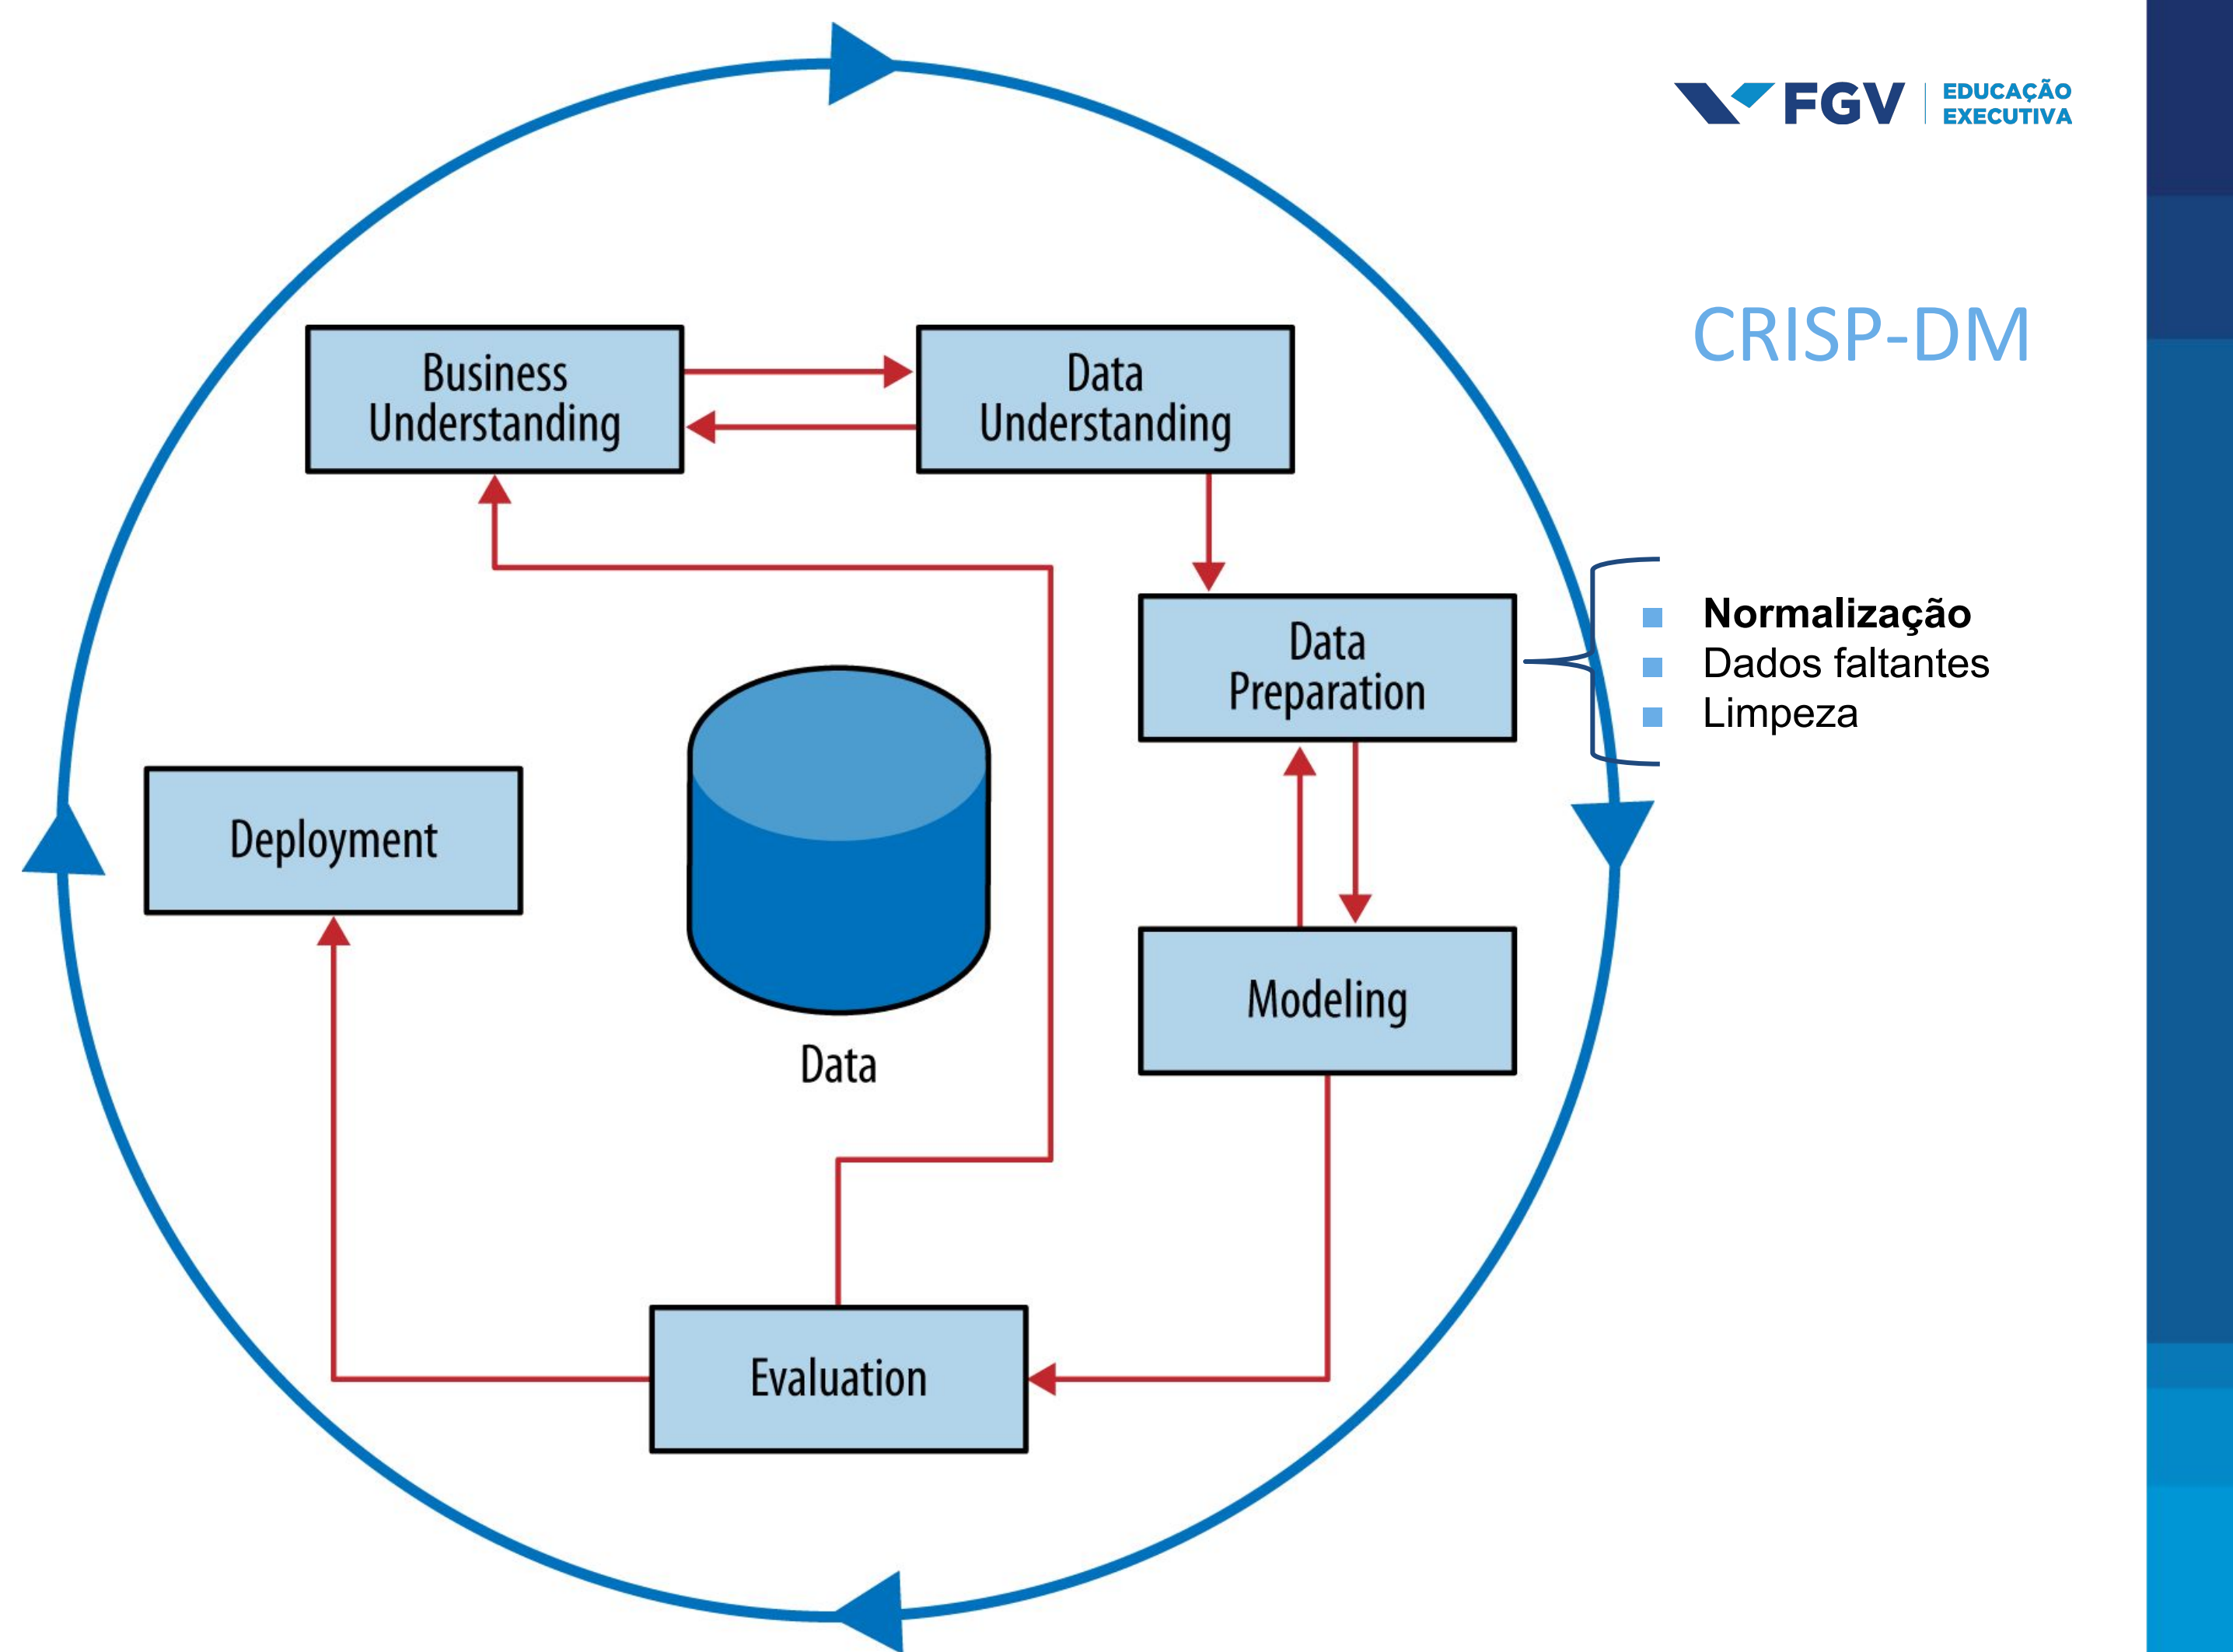 FGV
EDUCAÇÃO
EXECUTIVA
CRISP-DM
Business
Understanding
Data
Understanding
Data
Preparation
Normalização
Dados faltantes
Limpeza
Deployment
Data
Modeling
Evaluation